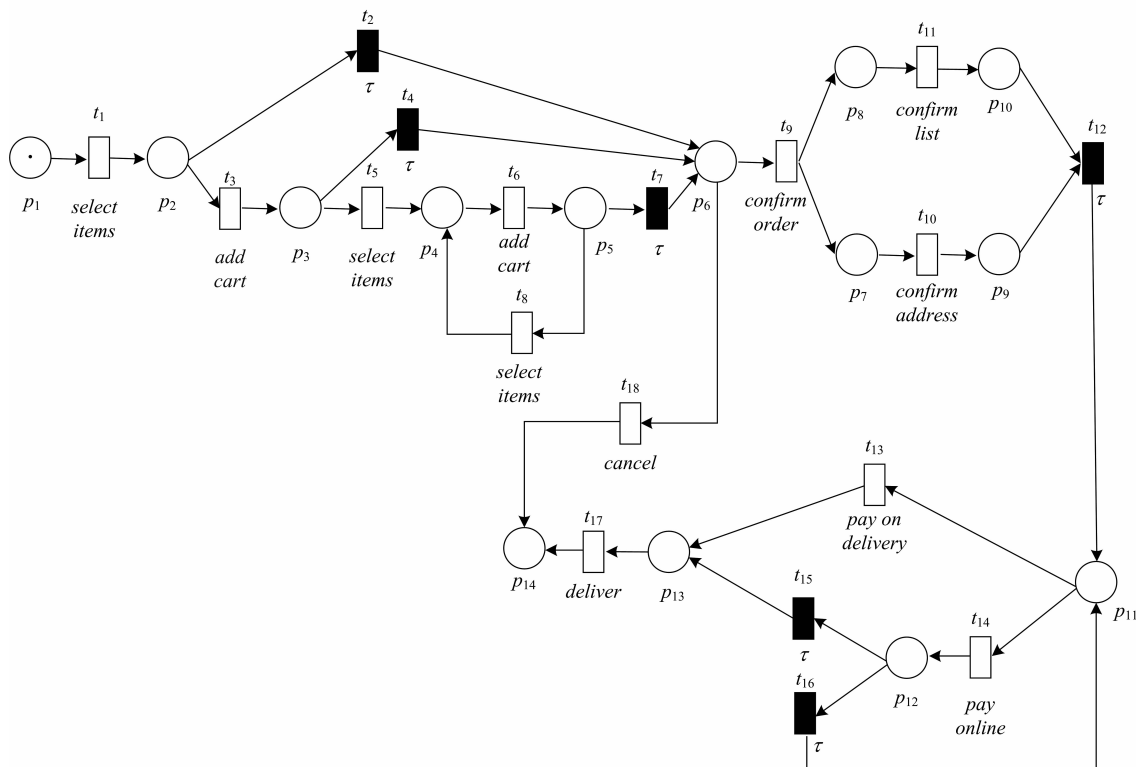 t2
τ
t4
τ
t1
select
items
p1
p2
t3
add
cart
p3
t5
select
items
p4
t6
add
cart
p5
t7
τ
p6
t8
select
items
t9
confirm
order
p8
t11
confirm
list
p10
t12
τ
p7
t10
confirm
address
p9
t18
cancel
t13
pay on
delivery
p14
t17
deliver
p13
t15
τ
t16
τ
p12
t14
pay
online
p11